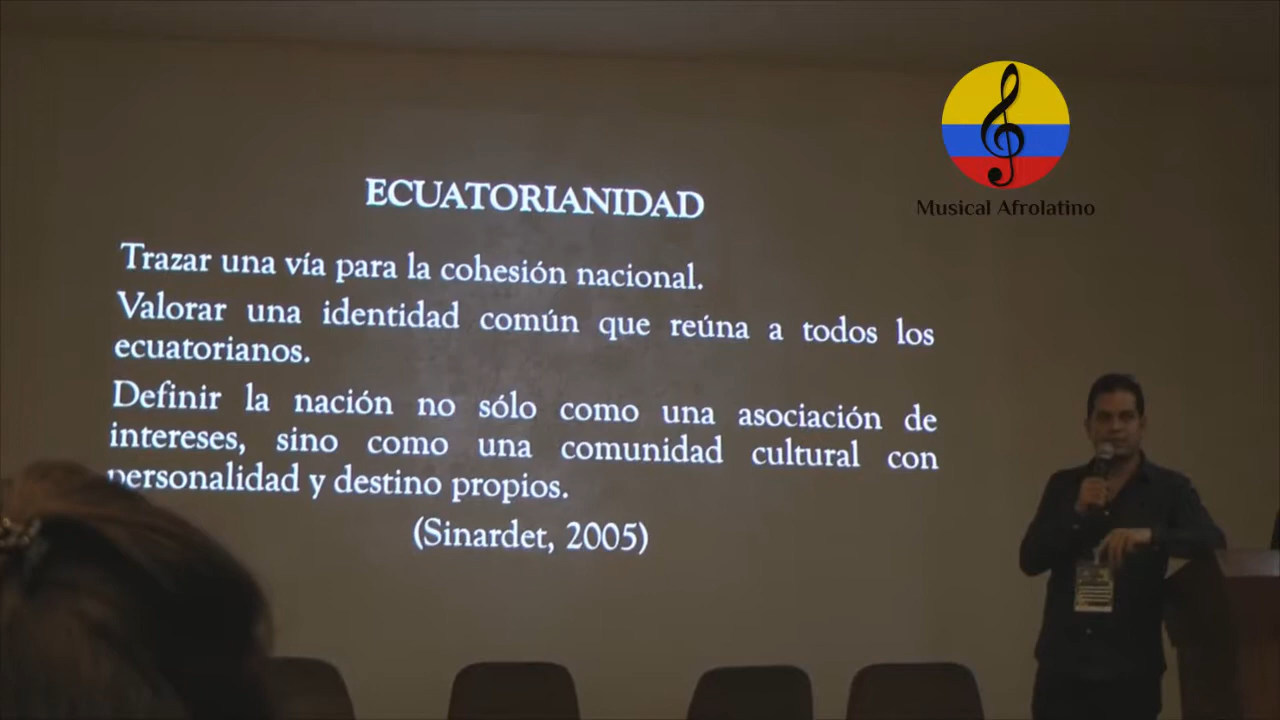 Musical Afrolatino
ECUATORIANIDAD
Trazar una vía para la cohesión nacional.
Valorar una identidad común que reúna a todos los
ecuatorianos.
Definir la nación no sólo como una asociación de
intereses, sino como una comunidad cultural con
personalidad y destino propios.
(Sinardet, 2005)